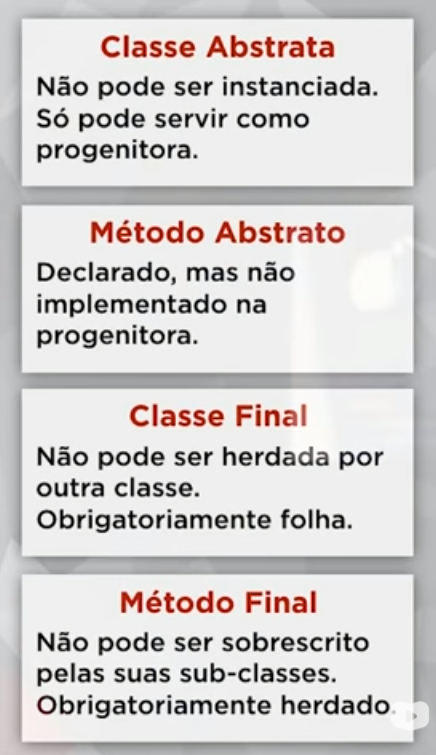 Classe Abstrata
Não pode ser instanciada.
Só pode servir como
progenitora.
Método Abstrato
Declarado, mas não
implementado na
progenitora.
Classe Final
Não pode ser herdada por
outra classe.
Obrigatoriamente folha.
Método Final
Não pode ser sobrescrito
pelas suas sub-classes.
Obrigatoriamente herdado.